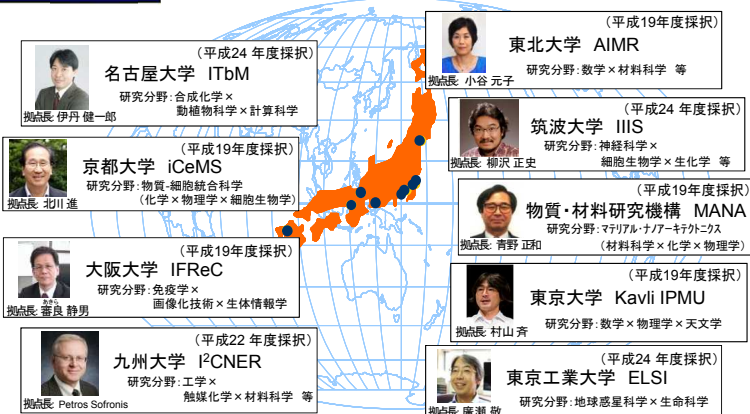 (平成24 年度採択)
名古屋大学 ITbM
研究分野:合成化学×
動植物科学×計算科学
拠点長: 伊丹 健一郎
(平成19年度採択)
京都大学 iCeMS
研究分野:物質-細胞統合科学
(化学×物理学×細胞生物学)
拠点長: 北川 進
(平成19年度採択)
大阪大学 IFReC
研究分野:免疫学×
画像化技術×生体情報学
あきら
拠点長: 審良 静男
(平成22 年度採択)
九州大学 I²CNER
研究分野:工学×
触媒化学×材料科学 等
拠点長: Petros Sofronis
(平成19年度採択)
東北大学 AIMR
研究分野:数学×材料科学 等
拠点長: 小谷 元子
(平成24 年度採択)
筑波大学 IIIS
研究分野:神経科学×
細胞生物学×生化学 等
拠点長: 柳沢 正史
(平成19年度採択)
物質・材料研究機構 MANA
研究分野:マテリアル・ナノアーキテクトニクス
(材料科学×化学×物理学)
拠点長: 青野 正和
(平成19年度採択)
東京大学 Kavli IPMU
研究分野:数学×物理学×天文学
拠点長: 村山 斉
(平成24 年度採択)
東京工業大学 ELSI
研究分野:地球惑星科学×生命科学
拠点長: 廣瀬 敬